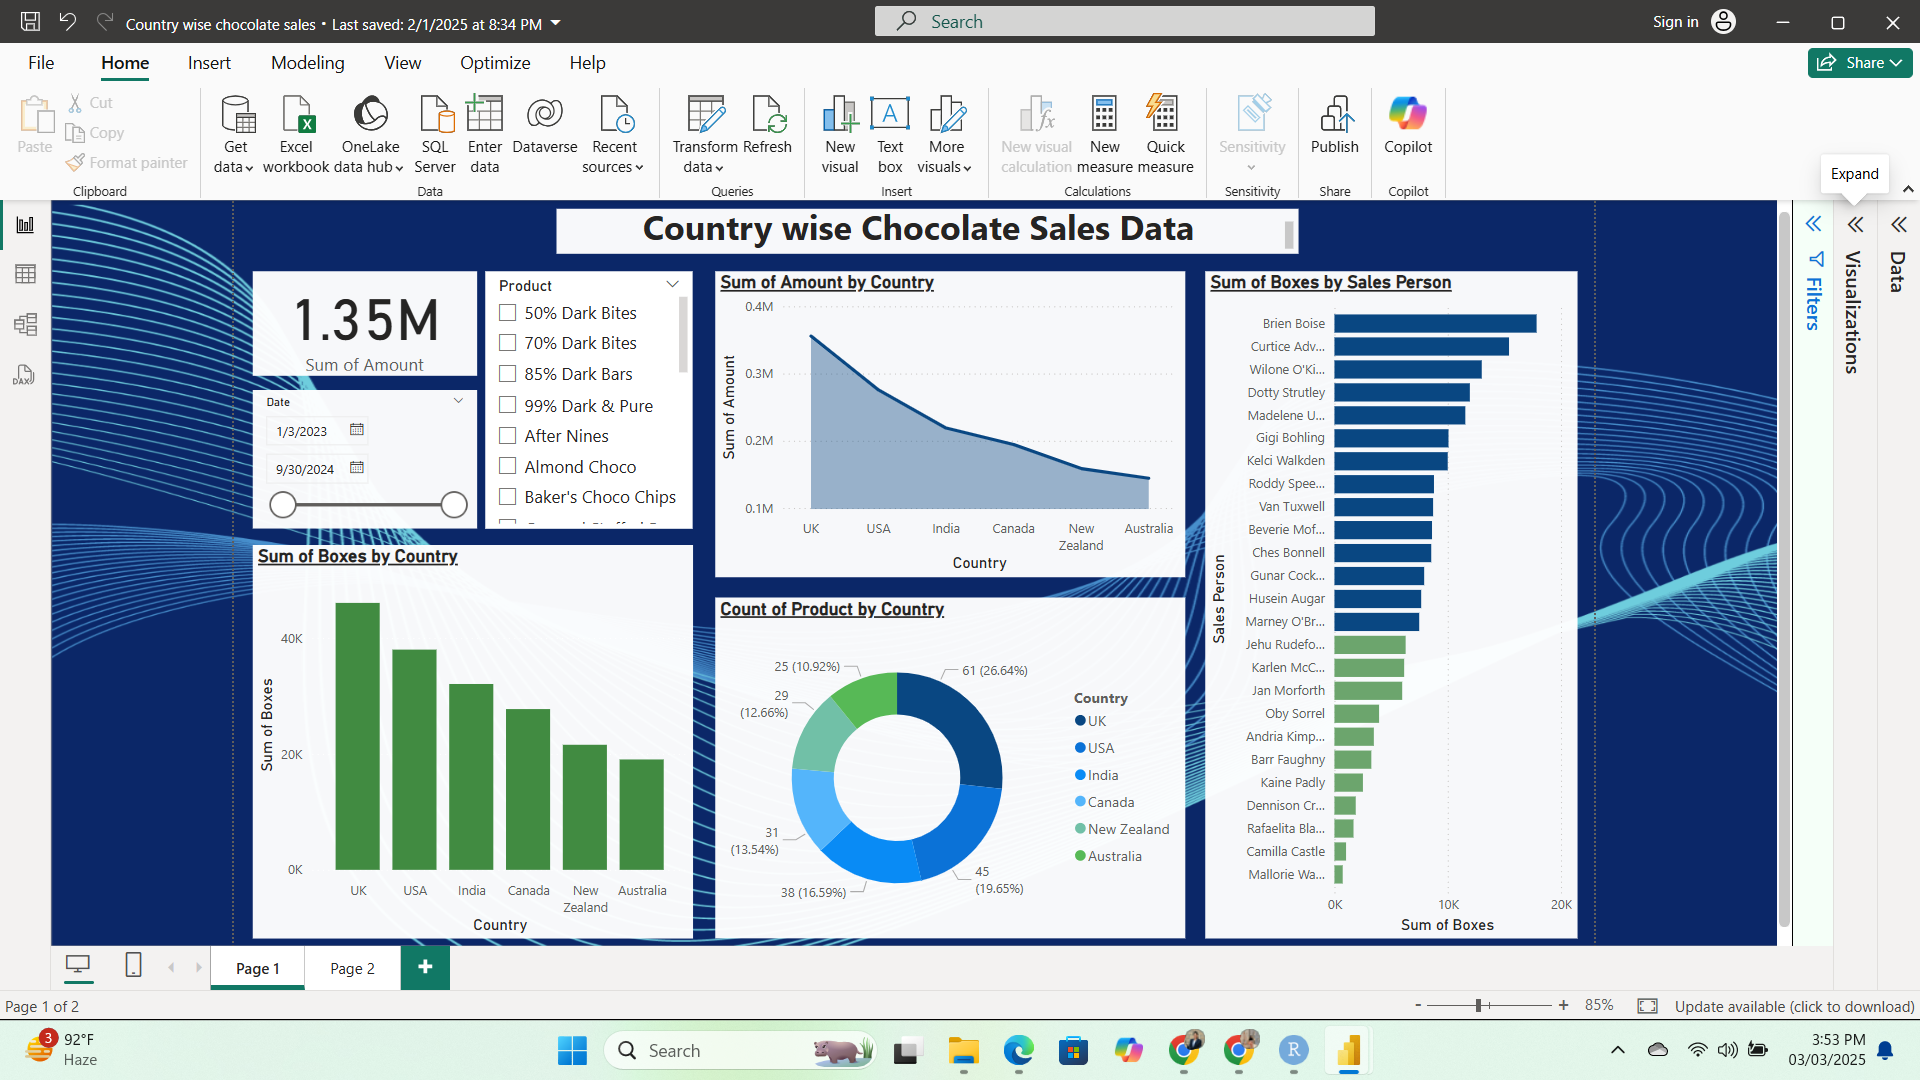 Country wise chocolate sales • Last saved: 2/1/2025 at 8:34 PM
Search
Sign in
File Home Insert Modeling View Optimize Help
Share
Paste
Cut
Copy
Format painter
Clipboard
Get data
Excel workbook
OneLake data hub
SQL Server
Enter data
Dataverse
Recent sources
Data
Transform data
Refresh
Queries
New visual
Text box
More visuals
Insert
New visual calculation
New measure
Quick measure
Calculations
Sensitivity
Sensitivity
Publish
Share
Copilot
Copilot
Expand
DAX
Country wise Chocolate Sales Data
1.35M
Sum of Amount
Date
1/3/2023
9/30/2024
Product
50% Dark Bites
70% Dark Bites
85% Dark Bars
99% Dark & Pure
After Nines
Almond Choco
Baker's Choco Chips
Sum of Amount by Country
Sum of Amount
0.4M
0.3M
0.2M
0.1M
UK USA India Canada New Zealand Australia
Country
Sum of Boxes by Sales Person
Sales Person
Brien Boise
Curtice Adv...
Wilone O'Ki...
Dotty Strutley
Madelene U...
Gigi Bohling
Kelci Walkden
Roddy Spee...
Van Tuxwell
Beverie Mof...
Ches Bonnell
Gunar Cock...
Husein Augar
Marney O'Br...
Jehu Rudefo...
Karlen McC...
Jan Morforth
Oby Sorrel
Andria Kimp...
Barr Faughny
Kaine Padly
Dennison Cr...
Rafaelita Bla...
Camilla Castle
Mallorie Wa...
0K 10K 20K
Sum of Boxes
Sum of Boxes by Country
Sum of Boxes
40K
20K
0K
UK USA India Canada New Zealand Australia
Country
Count of Product by Country
25 (10.92%)
61 (26.64%)
29 (12.66%)
31 (13.54%)
38 (16.59%)
45 (19.65%)
Country
UK
USA
India
Canada
New Zealand
Australia
Filters
Visualizations
Data
Page 1
Page 2
+
Page 1 of 2
- + 85%
Update available (click to download)
3
92°F
Haze
Search
R
3:53 PM
03/03/2025